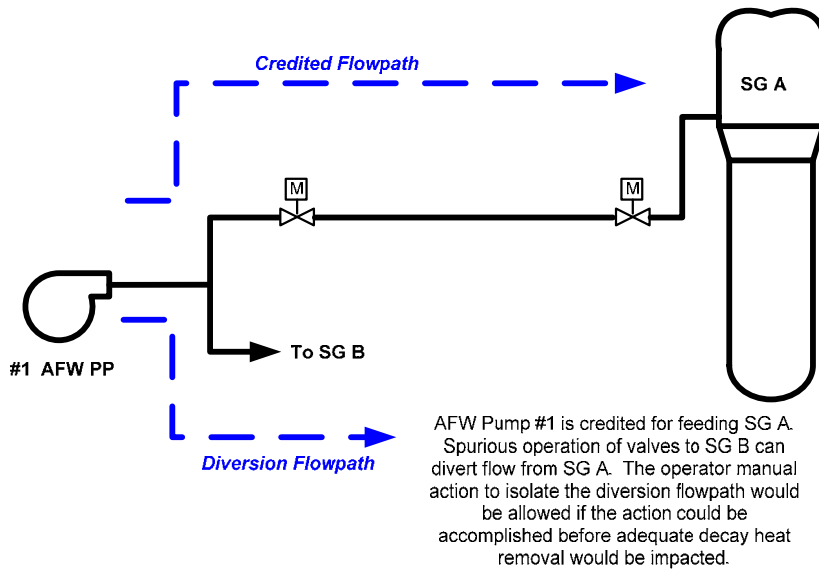 Credited Flowpath
SG A
M
M
To SG B
#1 AFW PP
Diversion Flowpath
AFW Pump #1 is credited for feeding SG A.
Spurious operation of valves to SG B can
divert flow from SG A. The operator manual
action to isolate the diversion flowpath would
be allowed if the action could be
accomplished before adequate decay heat
removal would be impacted.